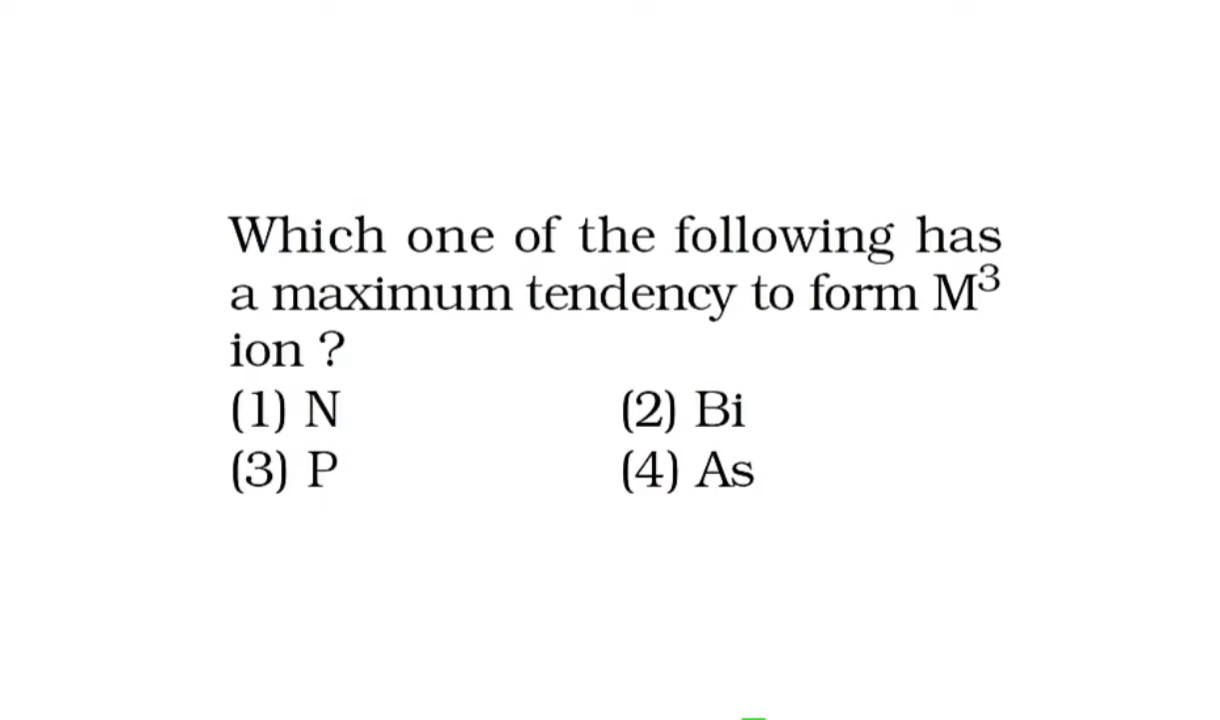 Which one of the following has
a maximum tendency to form M³
ion ?
(1) N (2) Bi
(3) P (4) As